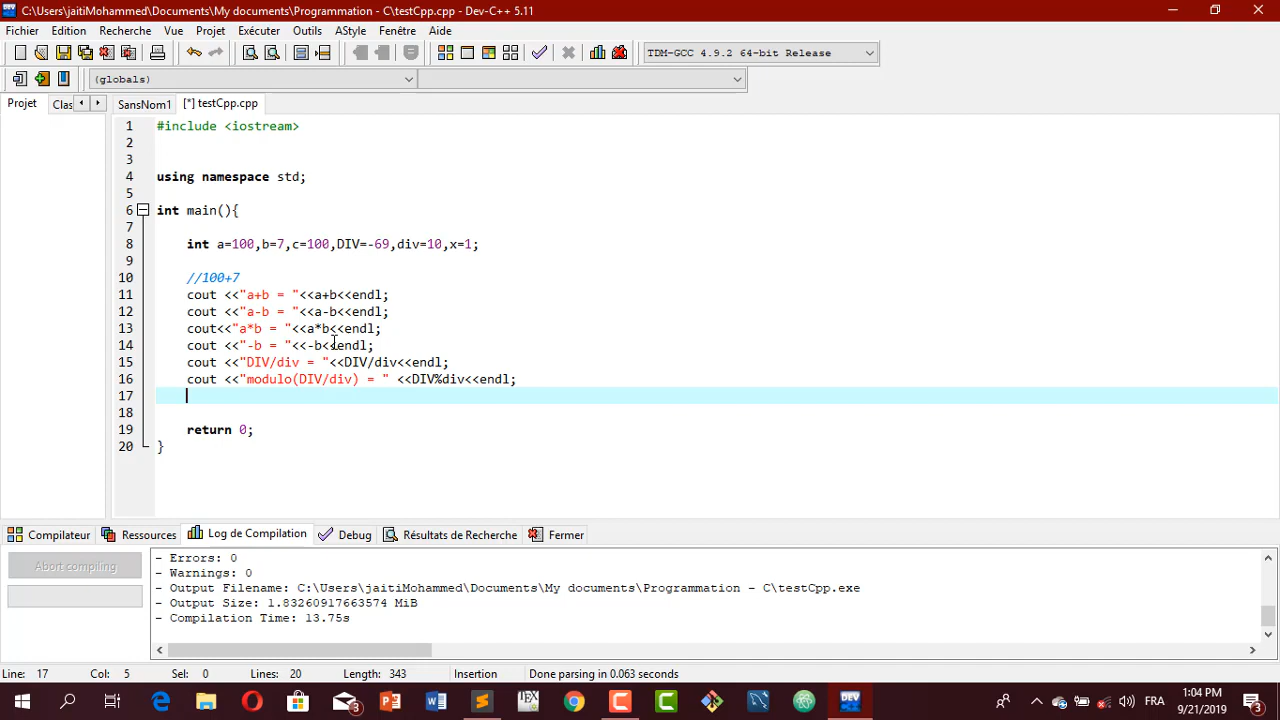 C:\Users\jaitiMohammed\Documents\My documents\Programmation - C\testCpp.cpp - Dev-C++ 5.11
Fichier Edition Recherche Vue Projet Exécuter Outils AStyle Fenêtre Aide
TDM-GCC 4.9.2 64-bit Release
(globals)
Projet Clas SansNom1 [*] testCpp.cpp
1 #include <iostream>
2
3
4 using namespace std;
5
6 int main(){
7
8 int a=100,b=7,c=100,DIV=-69,div=10,x=1;
9
10 //100+7
11 cout <<"a+b = "<<a+b<<endl;
12 cout <<"a-b = "<<a-b<<endl;
13 cout<<"a*b = "<<a*b<<endl;
14 cout <<"-b = "<<-b<<endl;
15 cout <<"DIV/div = "<<DIV/div<<endl;
16 cout <<"modulo(DIV/div) = " <<DIV%div<<endl;
17
18
19 return 0;
20 }
Compilateur Ressources Log de Compilation Debug Résultats de Recherche Fermer
Abort compiling
- Errors: 0
- Warnings: 0
- Output Filename: C:\Users\jaitiMohammed\Documents\My documents\Programmation - C\testCpp.exe
- Output Size: 1.83260917663574 MiB
- Compilation Time: 13.75s
Line: 17 Col: 5 Sel: 0 Lines: 20 Length: 343 Insertion Done parsing in 0.063 seconds
FRA
1:04 PM
9/21/2019
3
3